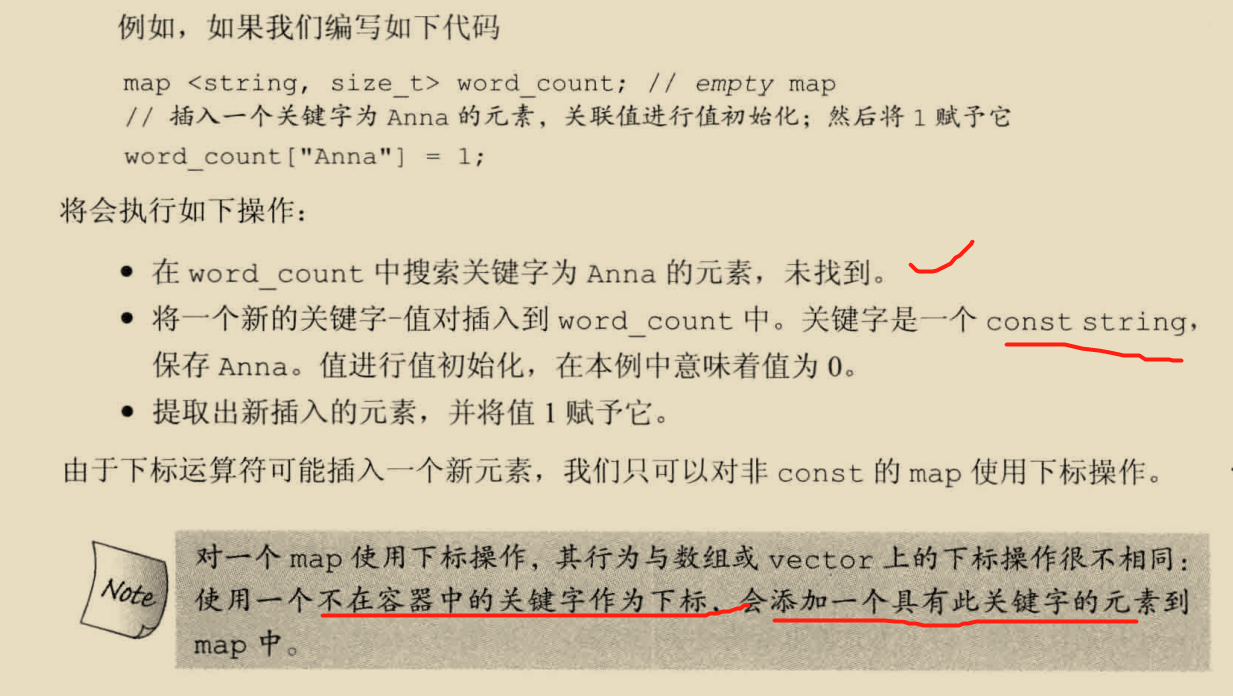 例如，如果我们编写如下代码
map <string, size_t> word_count; // empty map
// 插入一个关键字为 Anna 的元素，关联值进行值初始化；然后将 1 赋予它
word_count["Anna"] = 1;
将会执行如下操作：
● 在 word_count 中搜索关键字为 Anna 的元素，未找到。
● 将一个新的关键字-值对插入到 word_count 中。关键字是一个 const string，
保存 Anna。值进行值初始化，在本例中意味着值为 0。
● 提取出新插入的元素，并将值 1 赋予它。
由于下标运算符可能插入一个新元素，我们只可以对非 const 的 map 使用下标操作。
Note
对一个 map 使用下标操作，其行为与数组或 vector 上的下标操作很不相同：
使用一个不在容器中的关键字作为下标，会添加一个具有此关键字的元素到
map 中。